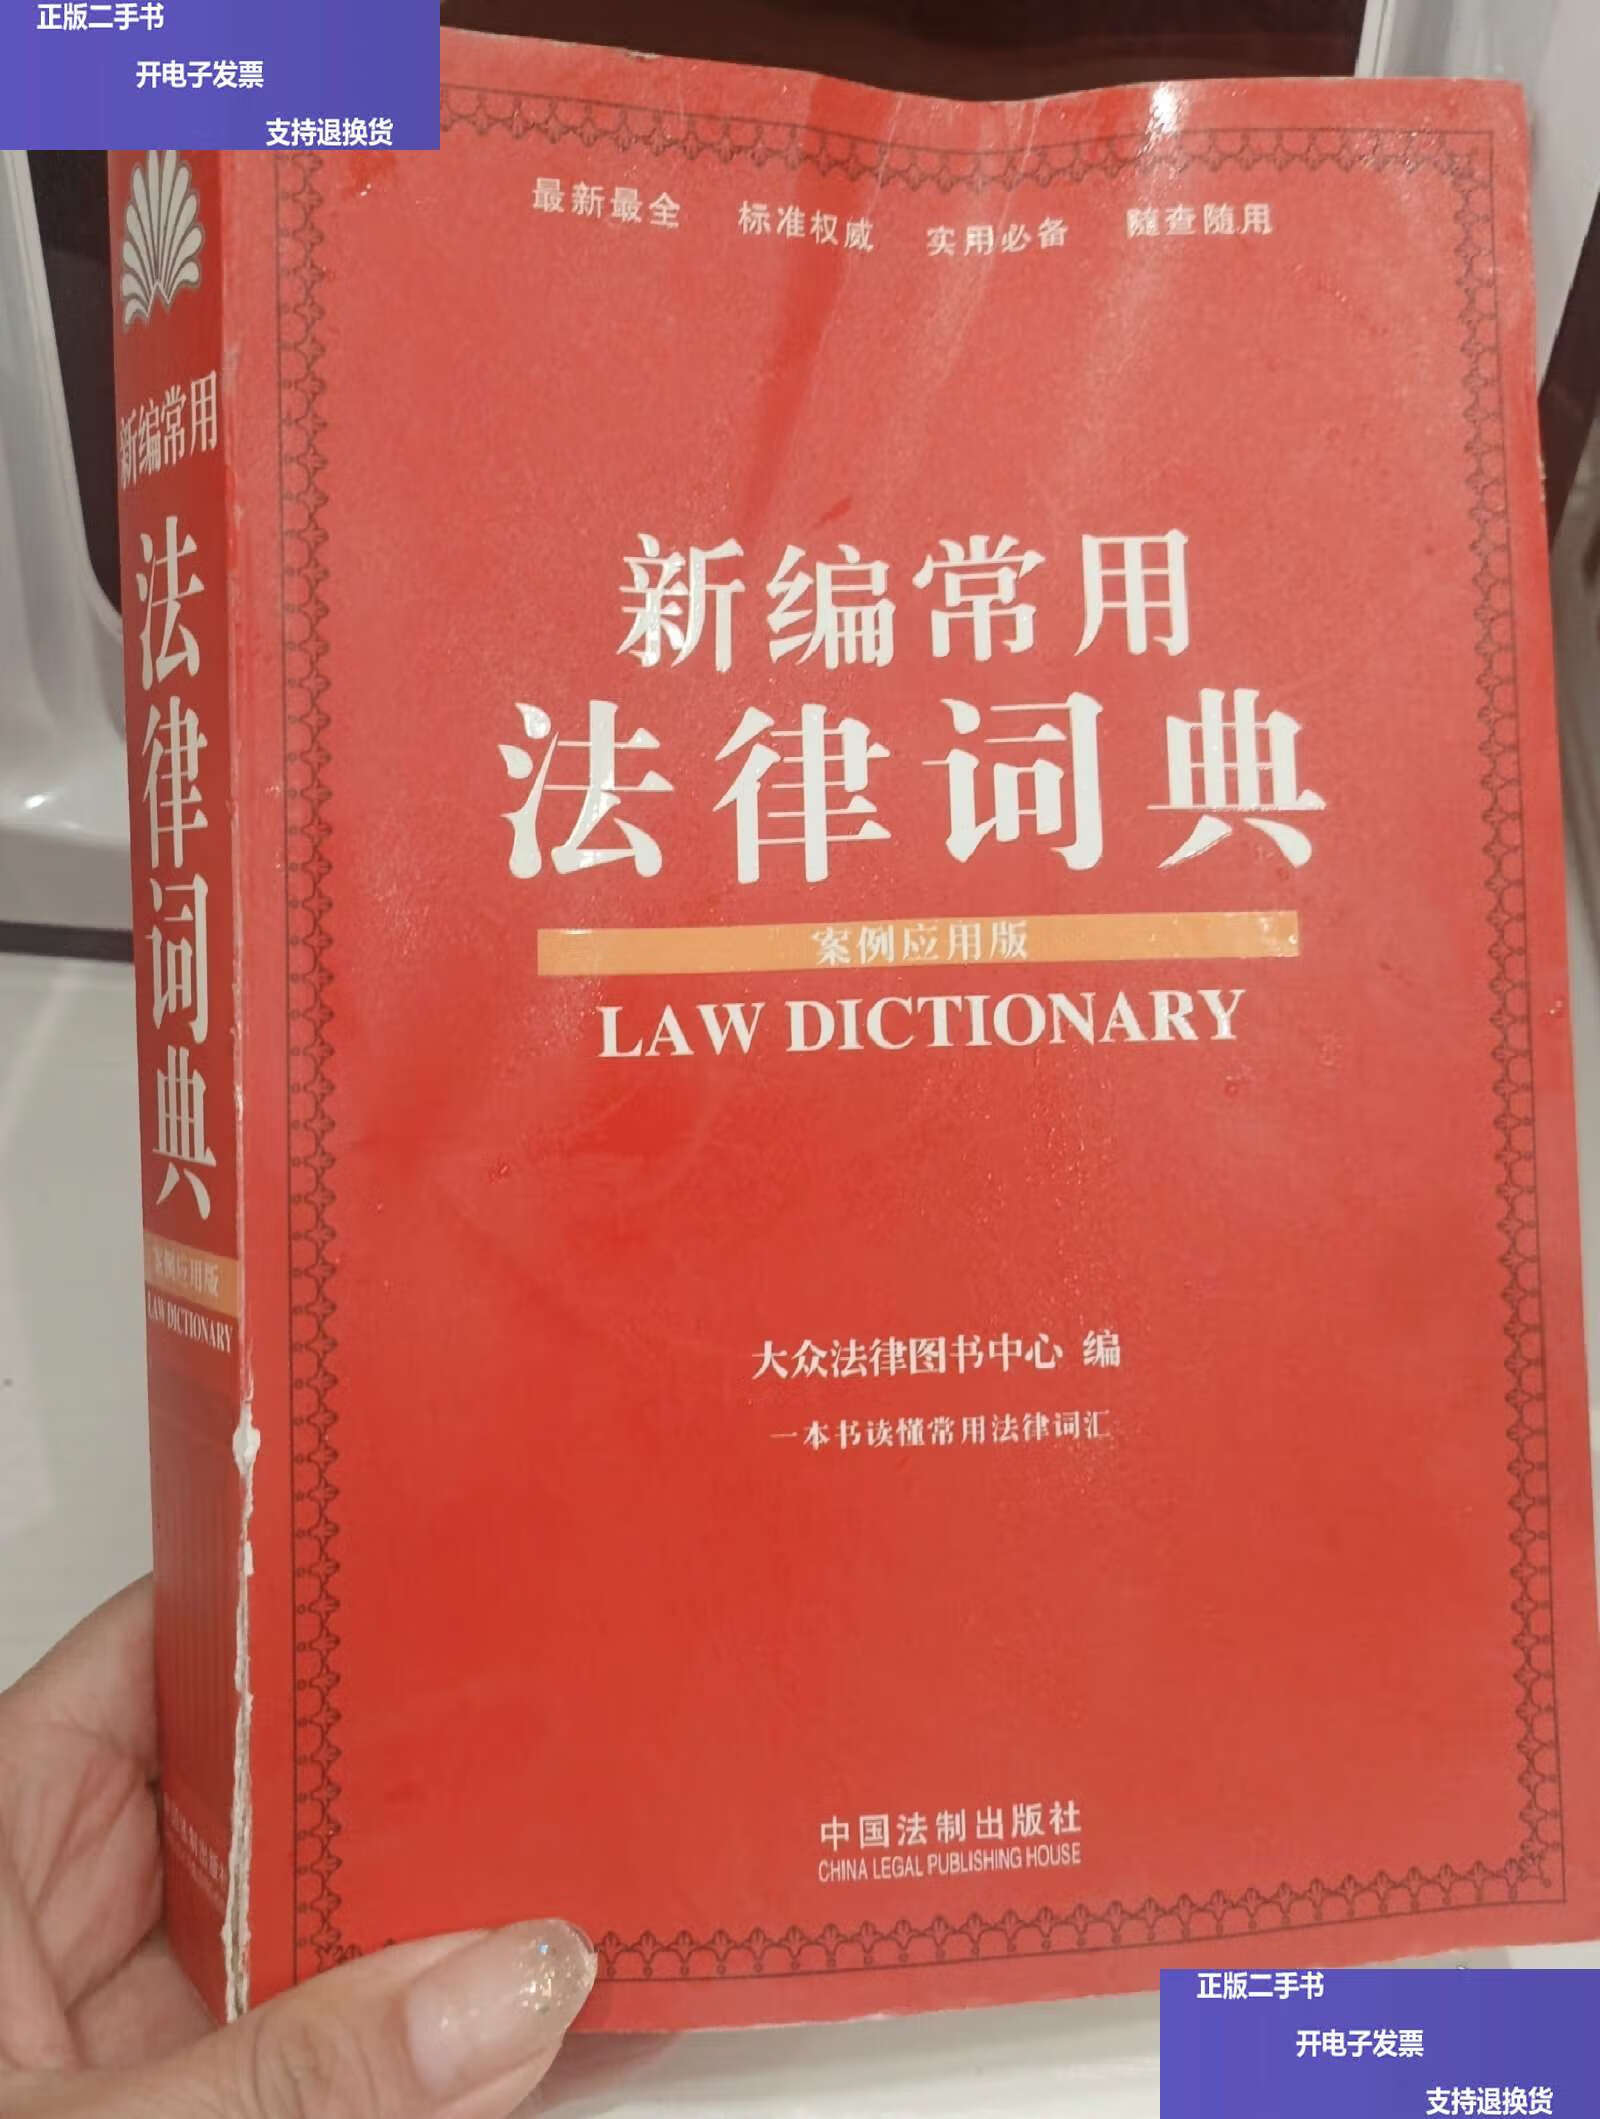 正版二手书
开电子发票
支持退换货
最新最全 标准权威 实用必备 随查随用
新编常用
法律词典
案例应用版
LAW DICTIONARY
大众法律图书中心 编
一本书读懂常用法律词汇
中国法制出版社
CHINA LEGAL PUBLISHING HOUSE
新编常用
法律词典
案例应用版
LAW DICTIONARY
正版二手书
开电子发票
支持退换货